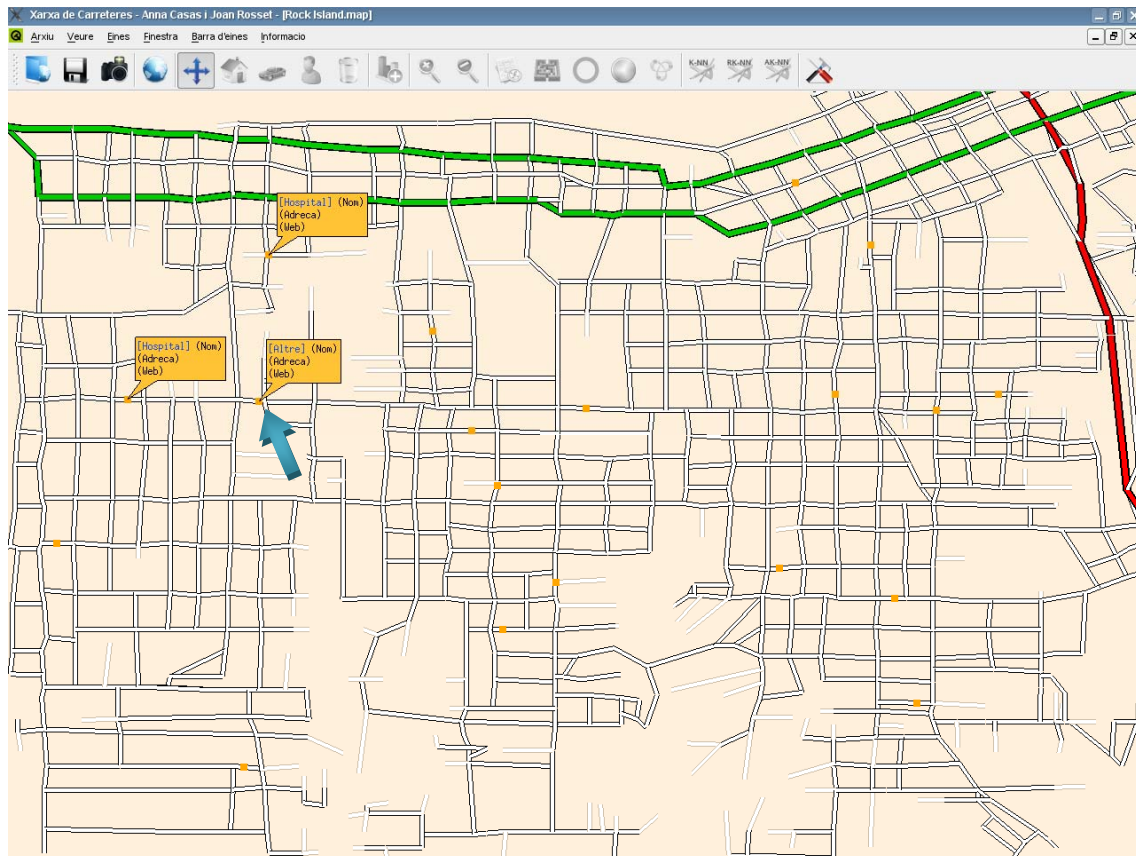 Xarxa de Carreteres - Anna Casas i Joan Rosset - [Rock Island.map]
Arxiu Veure Eines Finestra Barra d'eines Informacio
K-NN RK-NN AK-NN
[Hospital] (Nom)
(Adreca)
(Web)
[Hospital] (Nom)
(Adreca)
(Web)
[Altre] (Nom)
(Adreca)
(Web)